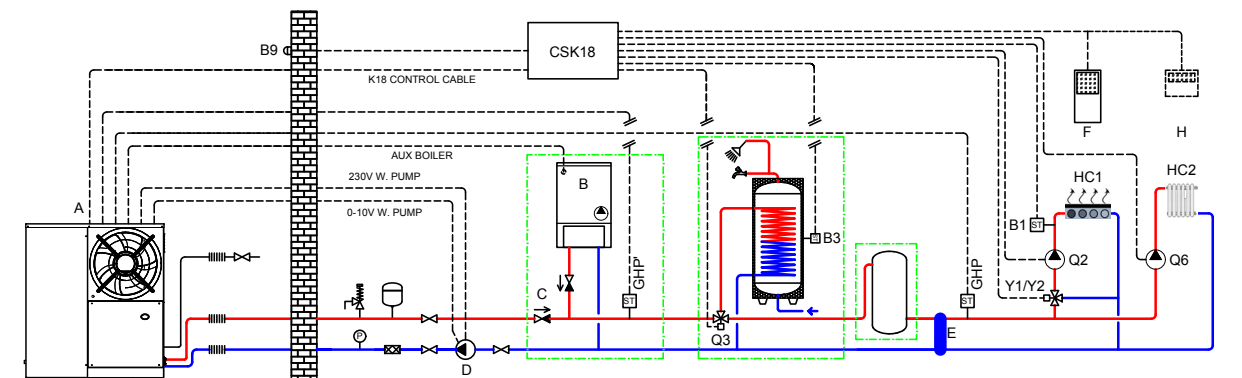 B9
CSK18
K18 CONTROL CABLE
F
H
AUX BOILER
HC1
HC2
A
230V W. PUMP
B
0-10V W. PUMP
B1
ST
ST
B3
Q2
Q6
GHP'
GHP
Y1/Y2
ST
ST
C
P
Q3
E
D